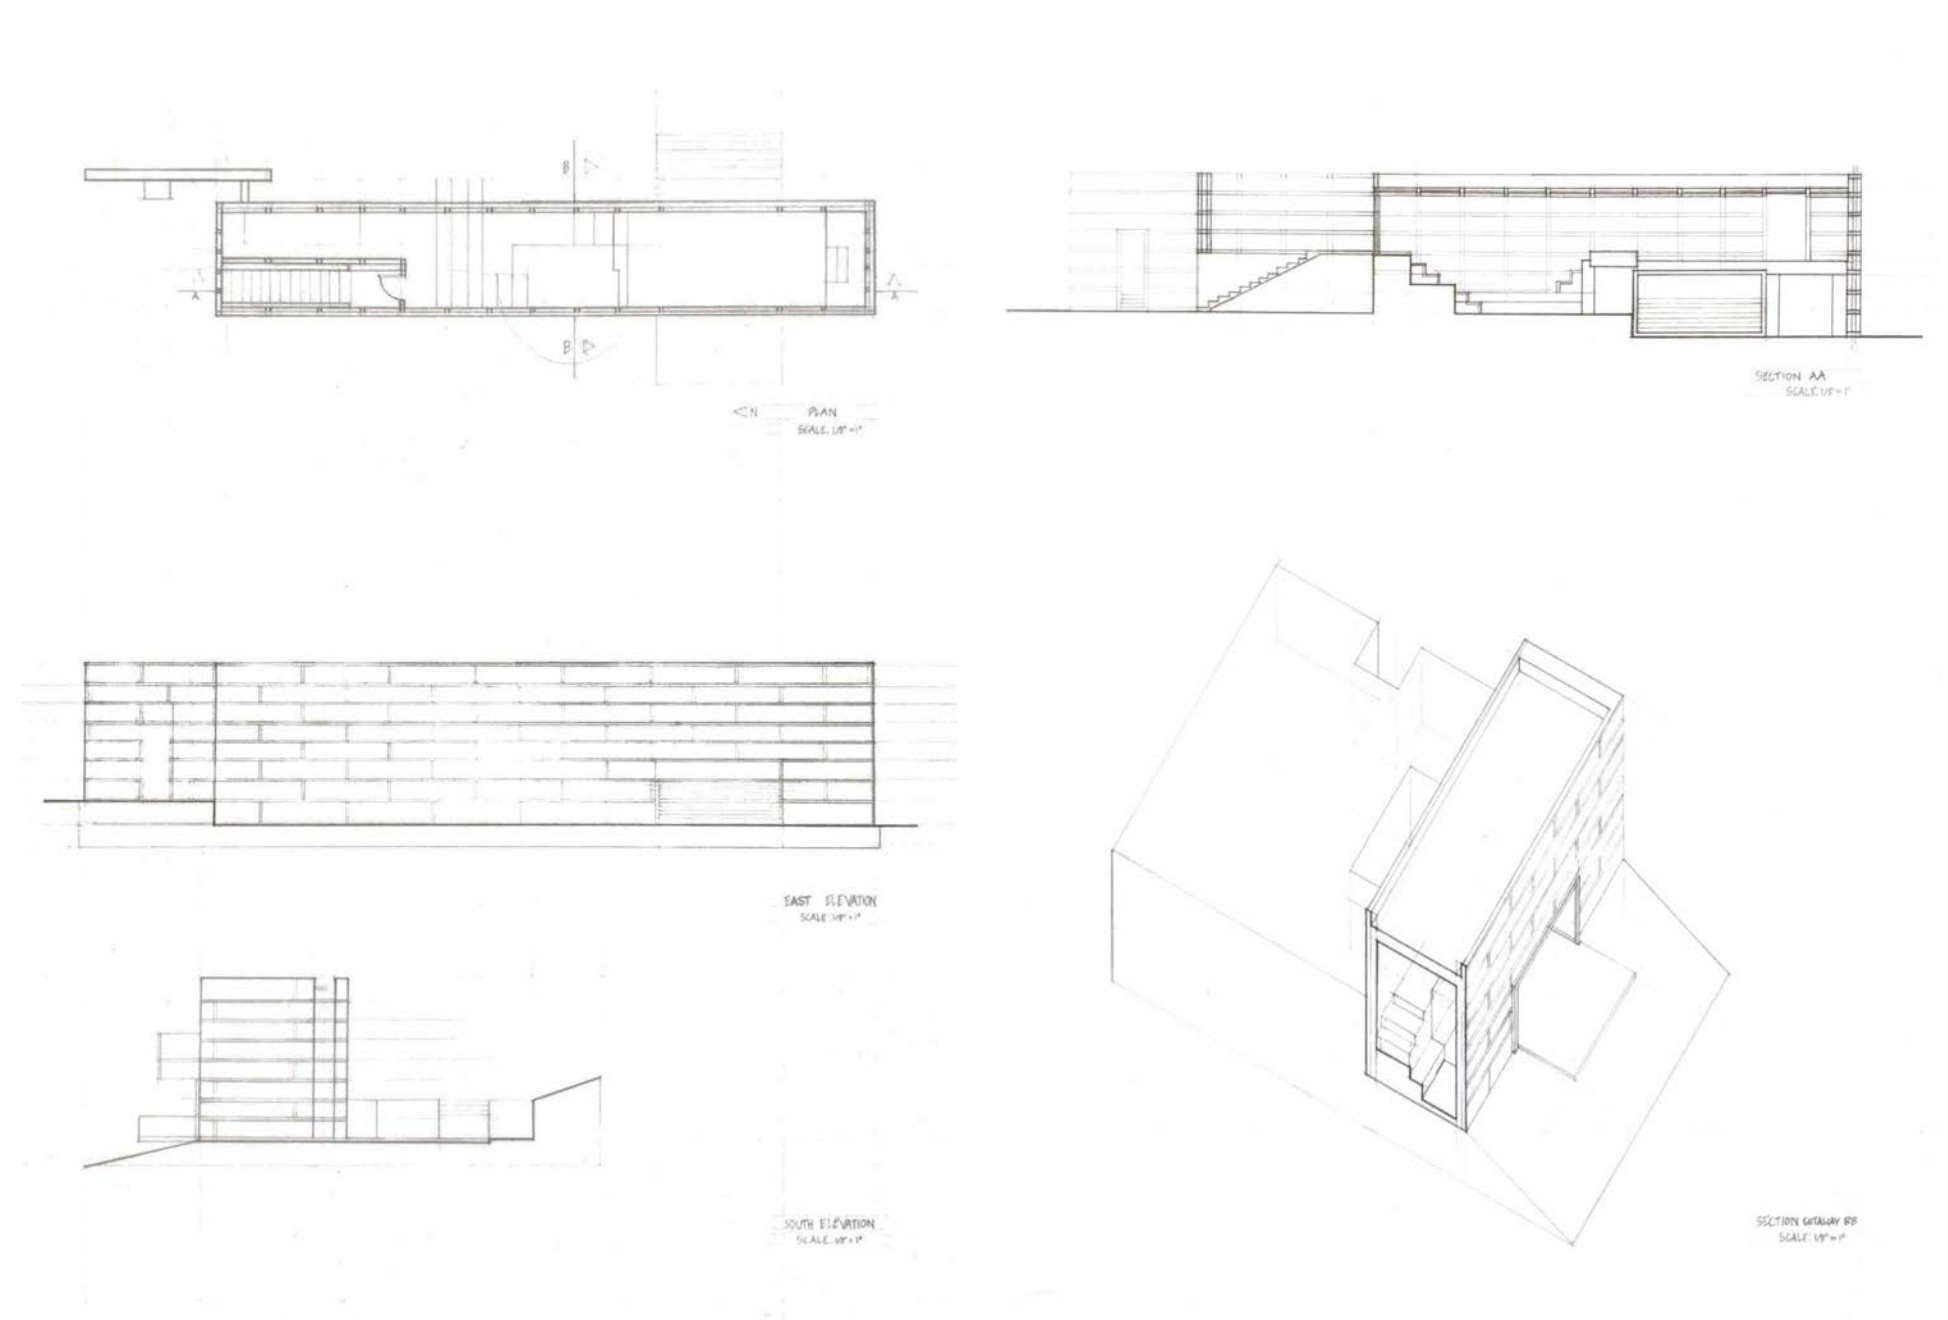 B
A
A
B
N
PLAN
SCALE: 1/8" = 1"
SECTION AA
SCALE: 1/8" = 1"
EAST ELEVATION
SCALE: 1/8" = 1"
SOUTH ELEVATION
SCALE: 1/8" = 1"
SECTION CUTAWAY BB
SCALE: 1/8" = 1"